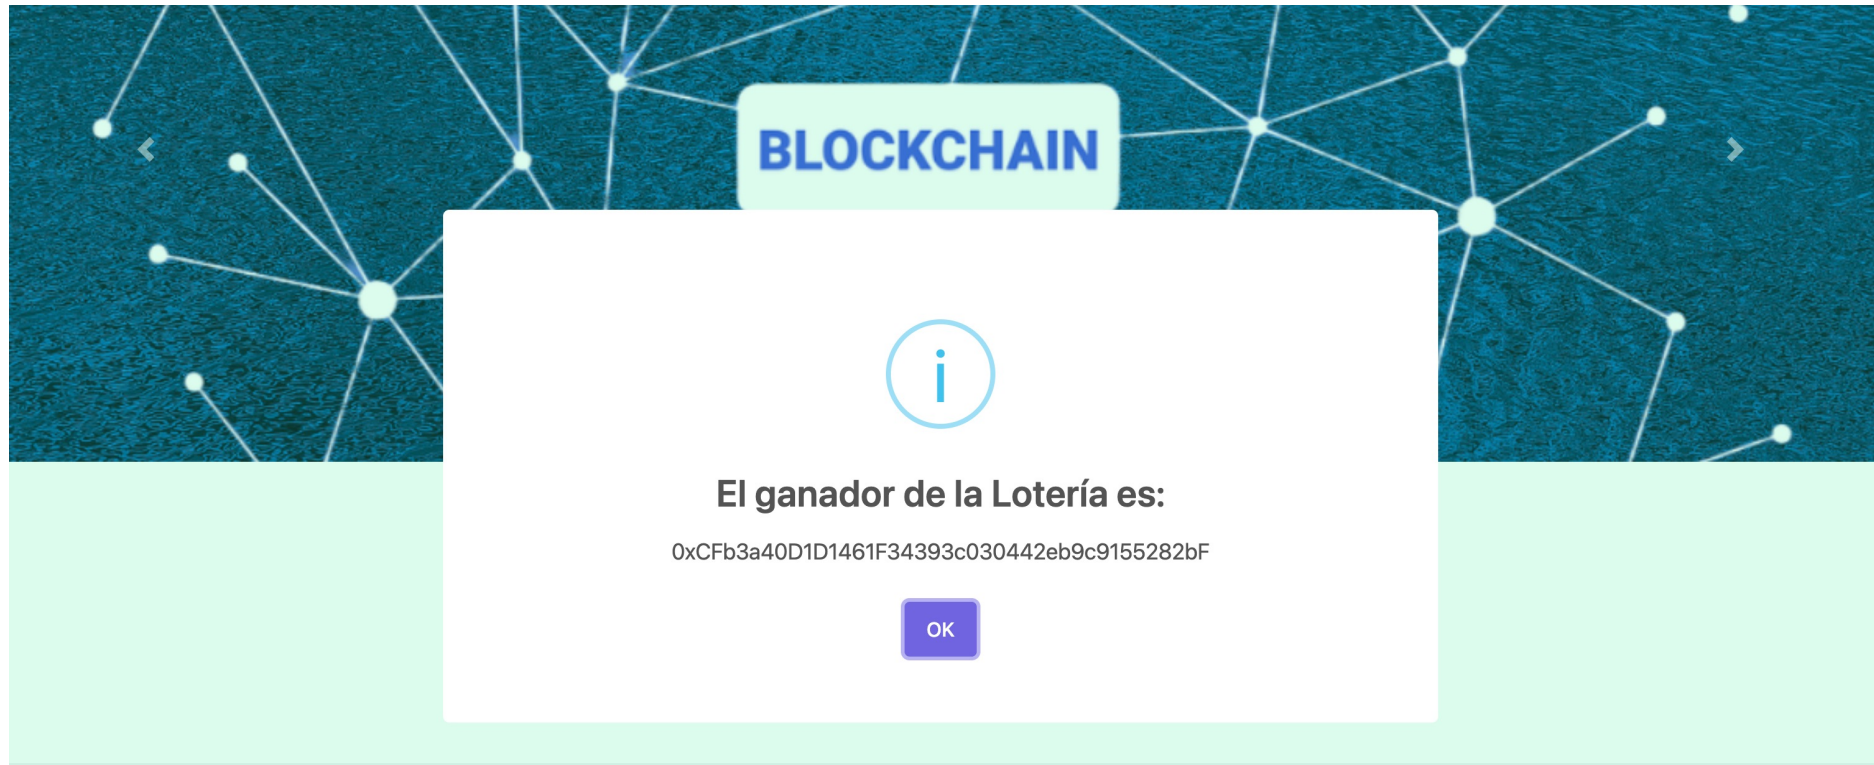 BLOCKCHAIN
El ganador de la Lotería es:
0xCFb3a40D1D1461F34393c030442eb9c9155282bF
OK